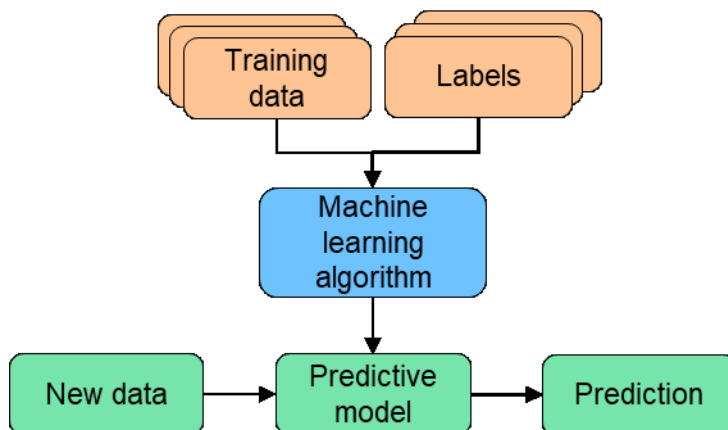 Training
data
Labels
Machine
learning
algorithm
New data
Predictive
model
Prediction